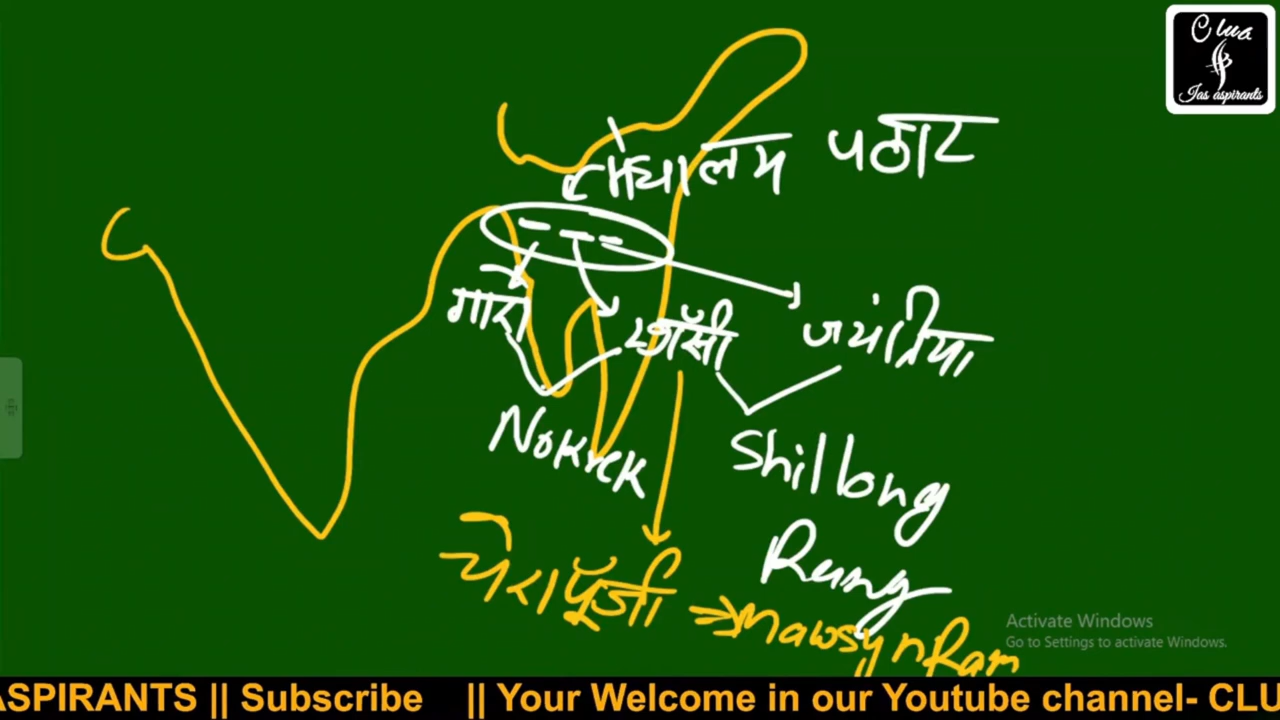 Clua
Ias aspirants
मेघालय पठार
गारो
खॉसी
जयंतिया
Nokrek
Shillong
चेरापूँजी → Mawsynram
Activate Windows
Go to Settings to activate Windows.
ASPIRANTS || Subscribe || Your Welcome in our Youtube channel- CLU